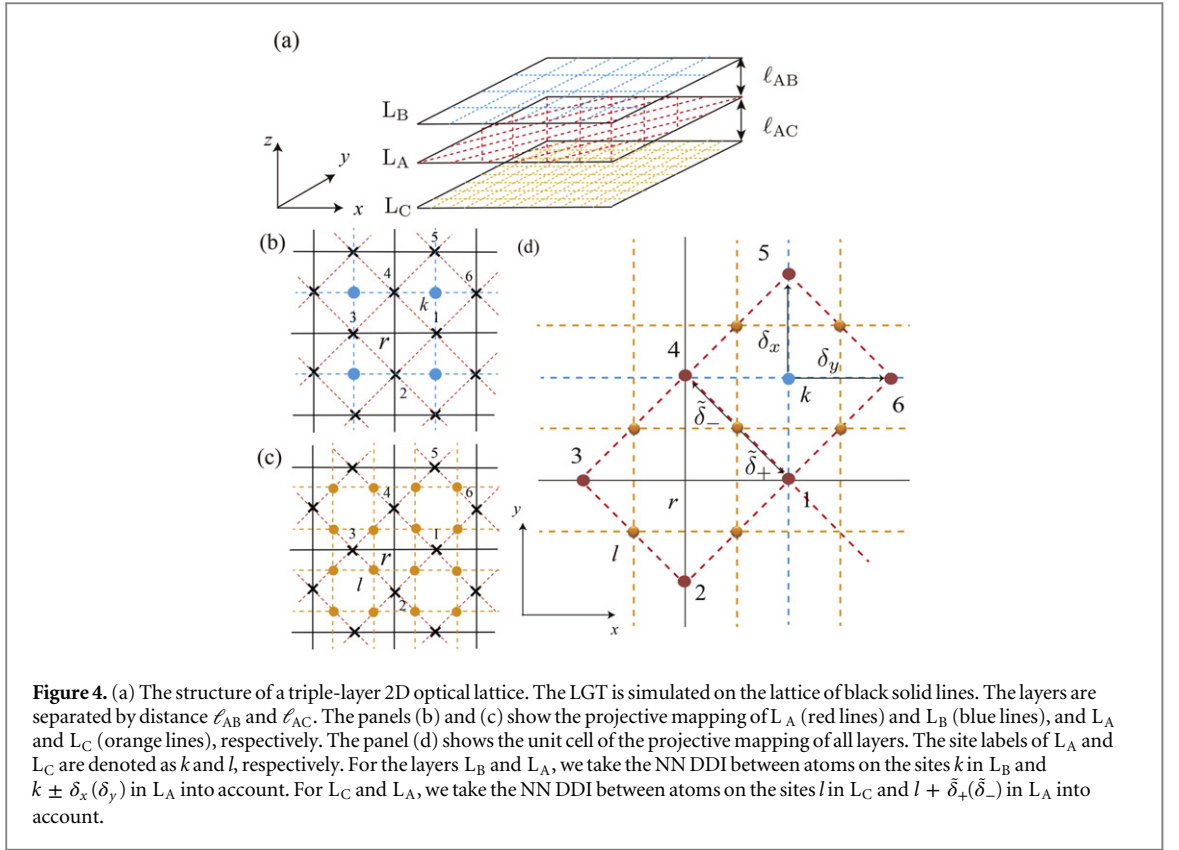 (a)
ℓ_AB
L_B
ℓ_AC
z
y
L_A
x
L_C
(b)
5
4
6
k
3
1
r
2
(c)
5
4
6
3
1
r
l
2
(d)
5
δ_x
4
δ_y
k
6
δ̃_−
3
δ̃_+
r
1
y
l
2
x
Figure 4. (a) The structure of a triple-layer 2D optical lattice. The LGT is simulated on the lattice of black solid lines. The layers are
separated by distance ℓ_AB and ℓ_AC. The panels (b) and (c) show the projective mapping of L_A (red lines) and L_B (blue lines), and L_A
and L_C (orange lines), respectively. The panel (d) shows the unit cell of the projective mapping of all layers. The site labels of L_A and
L_C are denoted as k and l, respectively. For the layers L_B and L_A, we take the NN DDI between atoms on the sites k in L_B and
k ± δ_x (δ_y) in L_A into account. For L_C and L_A, we take the NN DDI between atoms on the sites l in L_C and l + δ̃_+(δ̃_−) in L_A into
account.